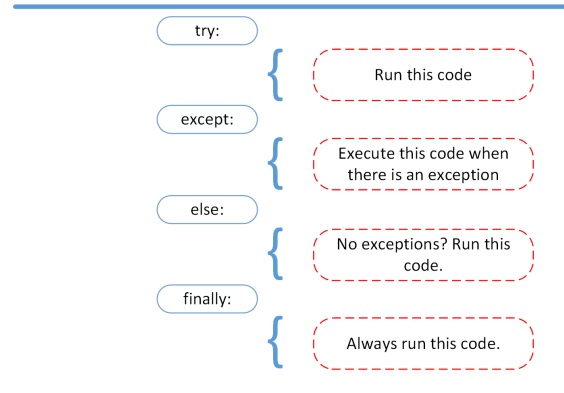 try:
Run this code
except:
Execute this code when
there is an exception
else:
No exceptions? Run this
code.
finally:
Always run this code.